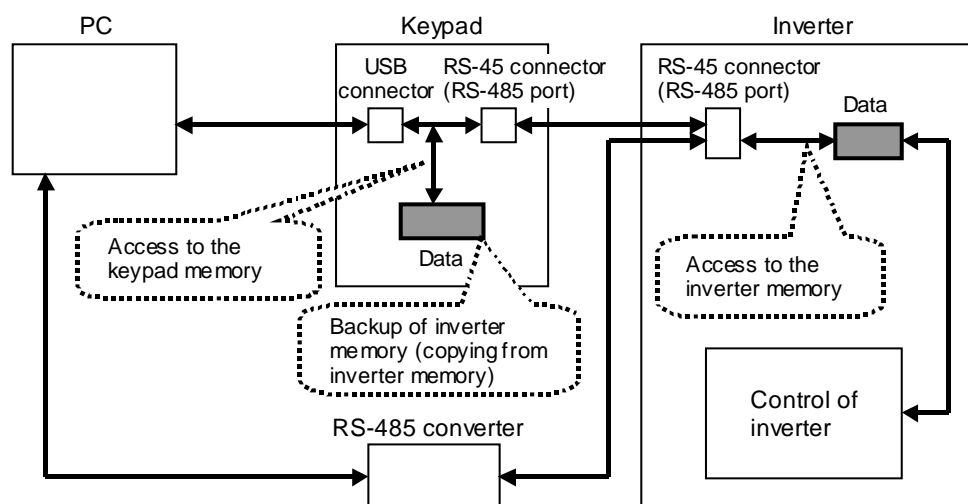 PC
Keypad
Inverter
USB
connector
RS-45 connector
(RS-485 port)
RS-45 connector
(RS-485 port)
Data
Access to the
keypad memory
Data
Access to the
inverter memory
Backup of inverter
memory (copying from
inverter memory)
Control of
inverter
RS-485 converter